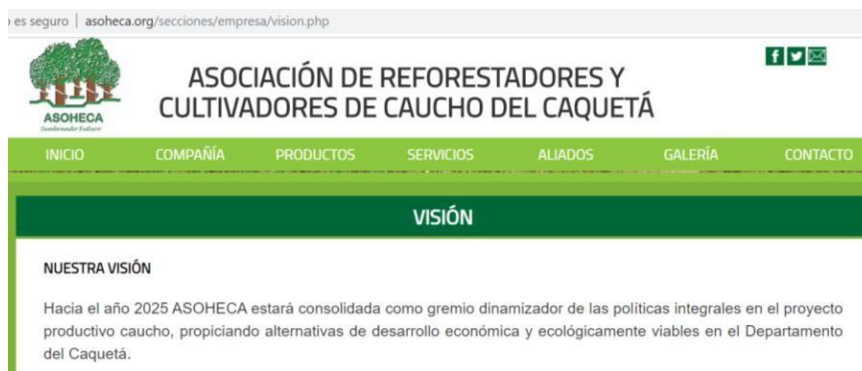 es seguro | asoheca.org/secciones/empresa/vision.php
ASOCIACIÓN DE REFORESTADORES Y
CULTIVADORES DE CAUCHO DEL CAQUETÁ
ASOHECA
Sembrando Futuro
INICIO COMPAÑÍA PRODUCTOS SERVICIOS ALIADOS GALERÍA CONTACTO
VISIÓN
NUESTRA VISIÓN
Hacia el año 2025 ASOHECA estará consolidada como gremio dinamizador de las políticas integrales en el proyecto
productivo caucho, propiciando alternativas de desarrollo económica y ecológicamente viables en el Departamento
del Caquetá.